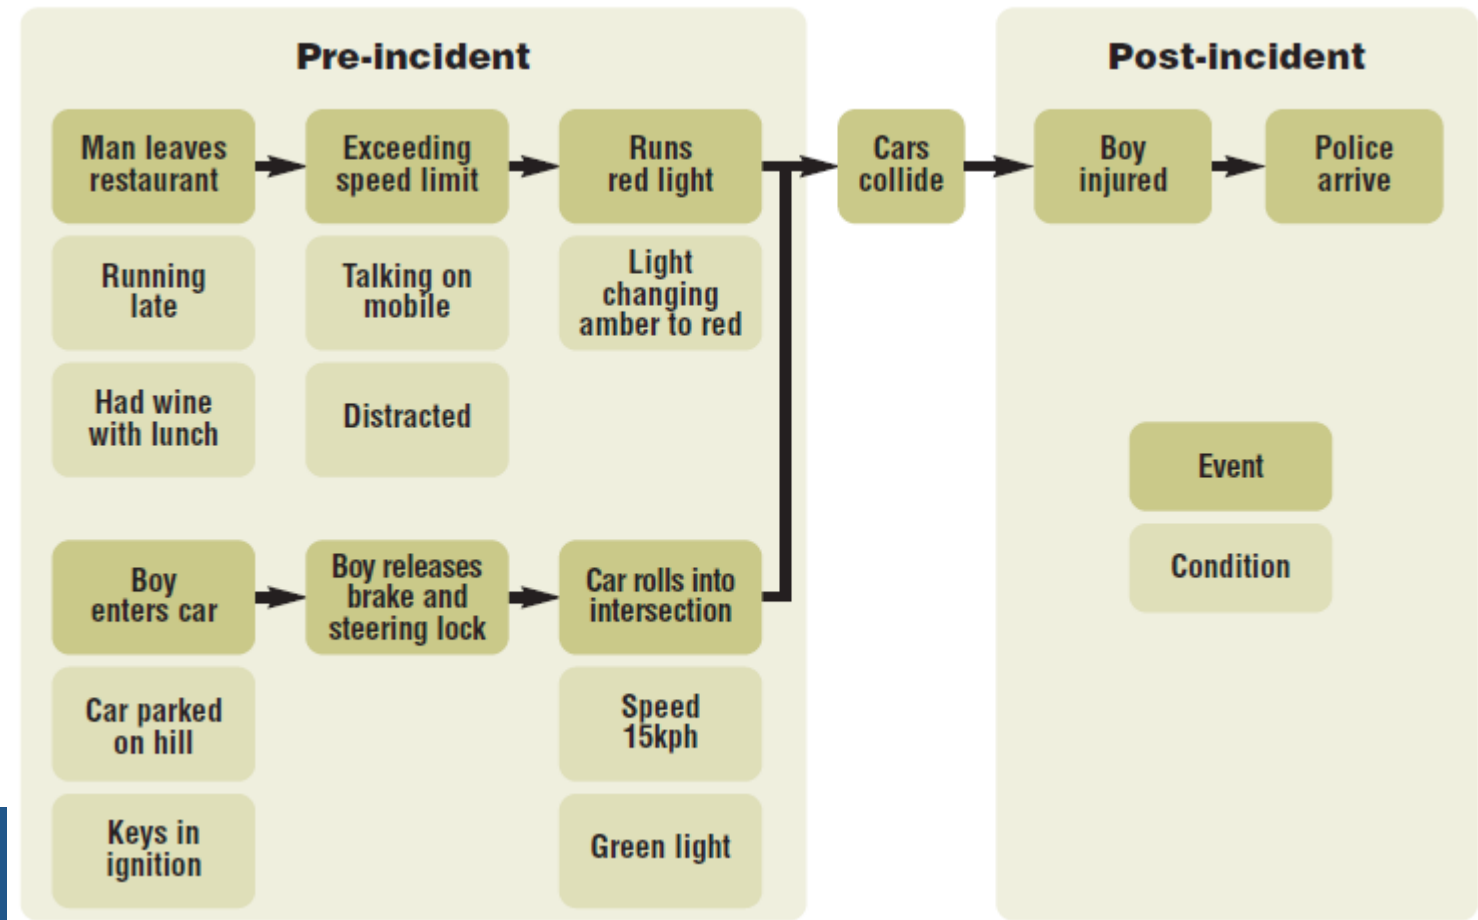 Pre-incident
Post-incident
Man leaves
restaurant
Exceeding
speed limit
Runs
red light
Cars
collide
Boy
injured
Police
arrive
Running
late
Talking on
mobile
Light
changing
amber to red
Had wine
with lunch
Distracted
Event
Condition
Boy
enters car
Boy releases
brake and
steering lock
Car rolls into
intersection
Car parked
on hill
Speed
15kph
Keys in
ignition
Green light